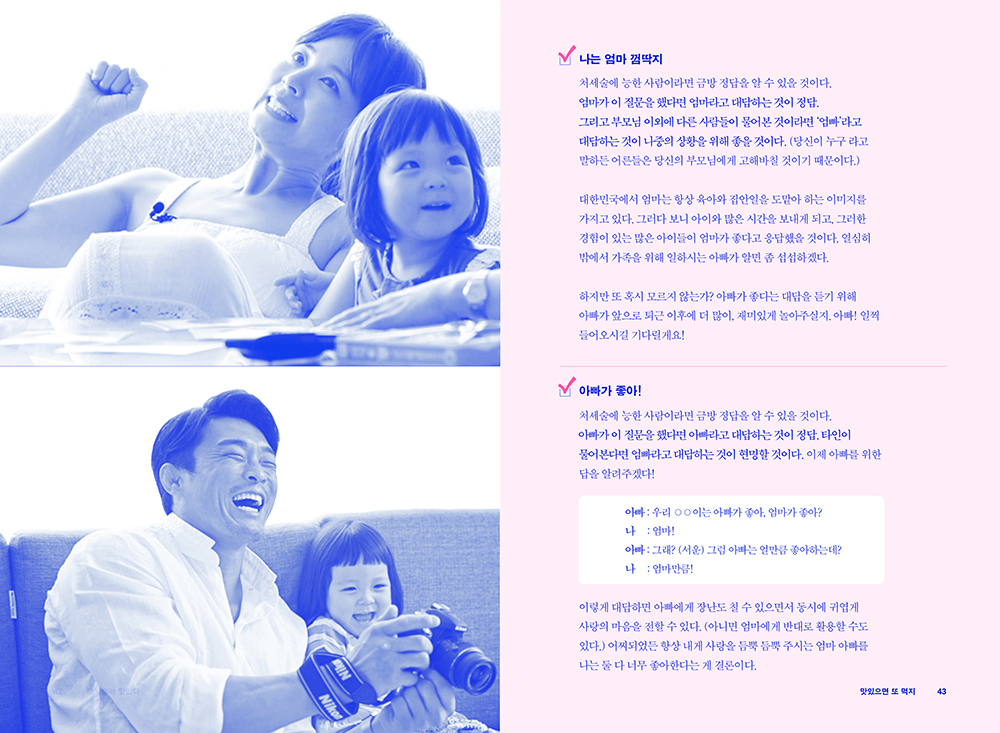 나는 엄마 껌딱지
처세술에 능한 사람이라면 금방 정답을 알 수 있을 것이다.
엄마가 이 질문을 했다면 엄마라고 대답하는 것이 정답.
그리고 부모님 이외에 다른 사람들이 물어본 것이라면 '엄빠'라고
대답하는 것이 나중의 상황을 위해 좋을 것이다. (당신이 누구 라고
말하든 어른들은 당신의 부모님에게 고해바칠 것이기 때문이다.)
대한민국에서 엄마는 항상 육아와 집안일을 도맡아 하는 이미지를
가지고 있다. 그러다 보니 아이와 많은 시간을 보내게 되고, 그러한
경험이 있는 많은 아이들이 엄마가 좋다고 응답했을 것이다. 열심히
밖에서 가족을 위해 일하시는 아빠가 알면 좀 섭섭하겠다.
하지만 또 혹시 모르지 않는가? 아빠가 좋다는 대답을 듣기 위해
아빠가 앞으로 퇴근 이후에 더 많이, 재미있게 놀아주실지. 아빠! 일찍
들어오시길 기다릴게요!
아빠가 좋아!
처세술에 능한 사람이라면 금방 정답을 알 수 있을 것이다.
아빠가 이 질문을 했다면 아빠라고 대답하는 것이 정답. 타인이
물어본다면 엄빠라고 대답하는 것이 현명할 것이다. 이제 아빠를 위한
답을 알려주겠다!
아빠 : 우리 ○○이는 아빠가 좋아, 엄마가 좋아?
나 : 엄마!
아빠 : 그래? (서운) 그럼 아빠는 얼만큼 좋아하는데?
나 : 엄마만큼!
이렇게 대답하면 아빠에게 장난도 칠 수 있으면서 동시에 귀엽게
사랑의 마음을 전할 수 있다. (아니면 엄마에게 반대로 활용할 수도
있다.) 어찌되었든 항상 내게 사랑을 듬뿍 듬뿍 주시는 엄마 아빠를
나는 둘 다 너무 좋아한다는 게 결론이다.
Nikon
Nikon
맛있으면 또 먹지 43